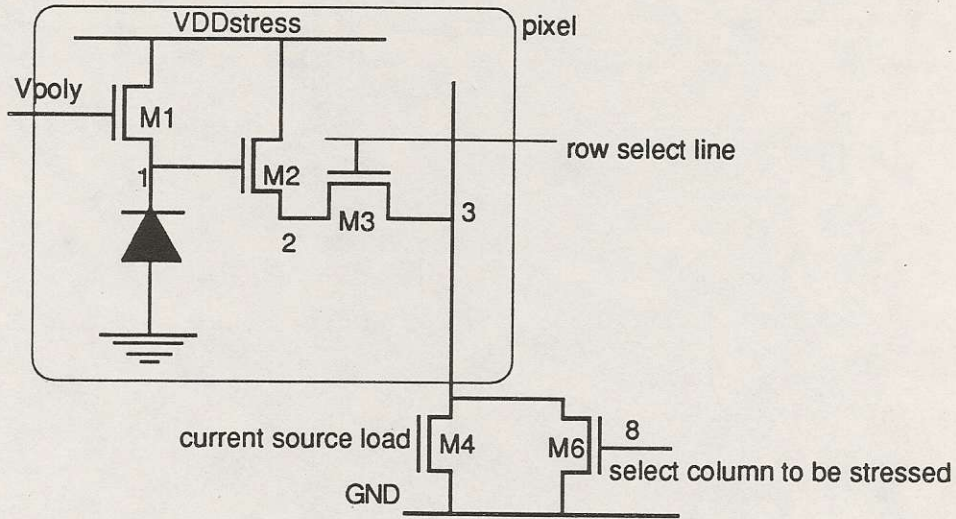 VDDstress
pixel
Vpoly
M1
row select line
1
M2
M3
3
2
current source load
M4
M6
8
select column to be stressed
GND